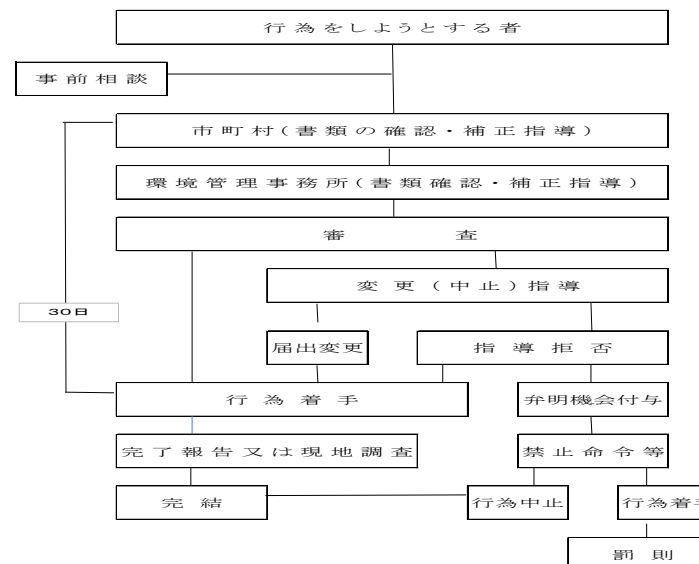 行為をしようとする者
事前相談
市町村(書類の確認・補正指導)
環境管理事務所(書類確認・補正指導)
審査
変更(中止)指導
30日
届出変更
指導拒否
行為着手
弁明機会付与
完了報告又は現地調査
禁止命令等
完結
行為中止
行為着手
罰則